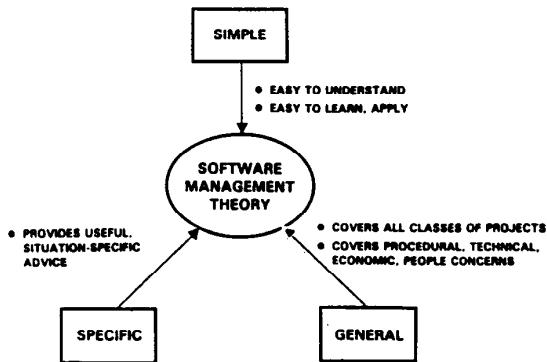 SIMPLE
● EASY TO UNDERSTAND
● EASY TO LEARN, APPLY
SOFTWARE
MANAGEMENT
THEORY
● PROVIDES USEFUL,
SITUATION-SPECIFIC
ADVICE
● COVERS ALL CLASSES OF PROJECTS
● COVERS PROCEDURAL, TECHNICAL,
ECONOMIC, PEOPLE CONCERNS
SPECIFIC
GENERAL